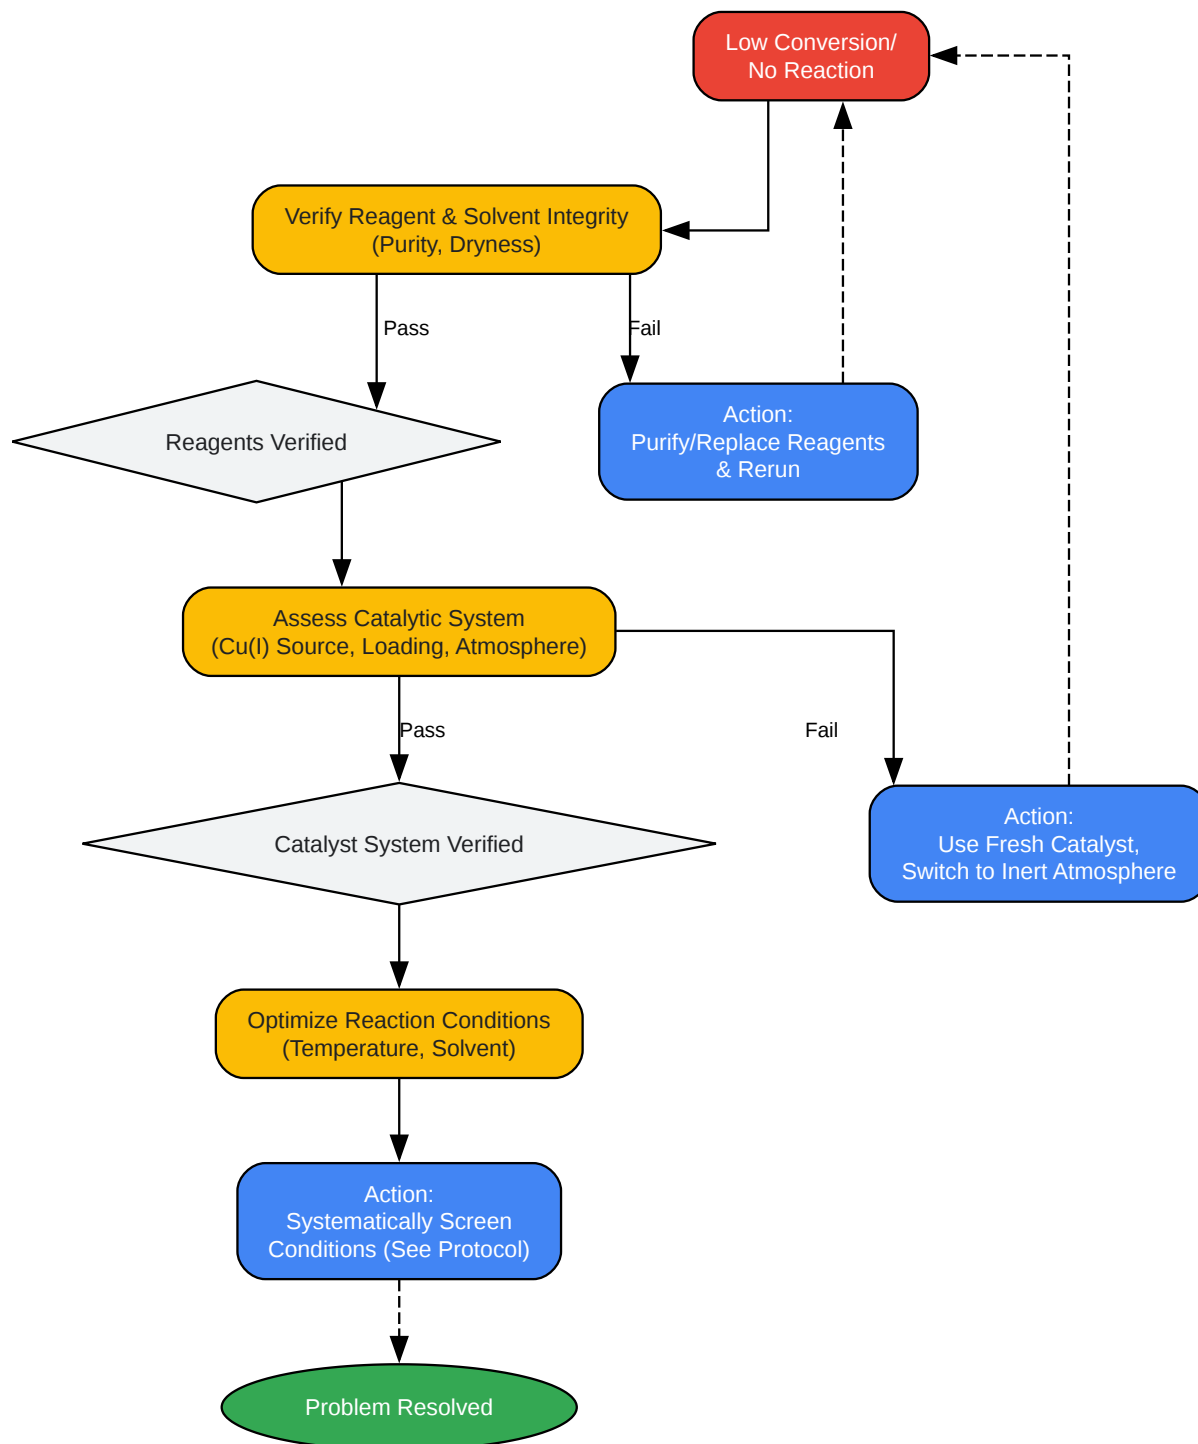 Low Conversion/
No Reaction
Verify Reagent & Solvent Integrity
(Purity, Dryness)
Pass
Fail
Reagents Verified
Action:
Purify/Replace Reagents
& Rerun
Assess Catalytic System
(Cu(I) Source, Loading, Atmosphere)
Pass
Fail
Catalyst System Verified
Action:
Use Fresh Catalyst,
Switch to Inert Atmosphere
Optimize Reaction Conditions
(Temperature, Solvent)
Action:
Systematically Screen
Conditions (See Protocol)
Problem Resolved